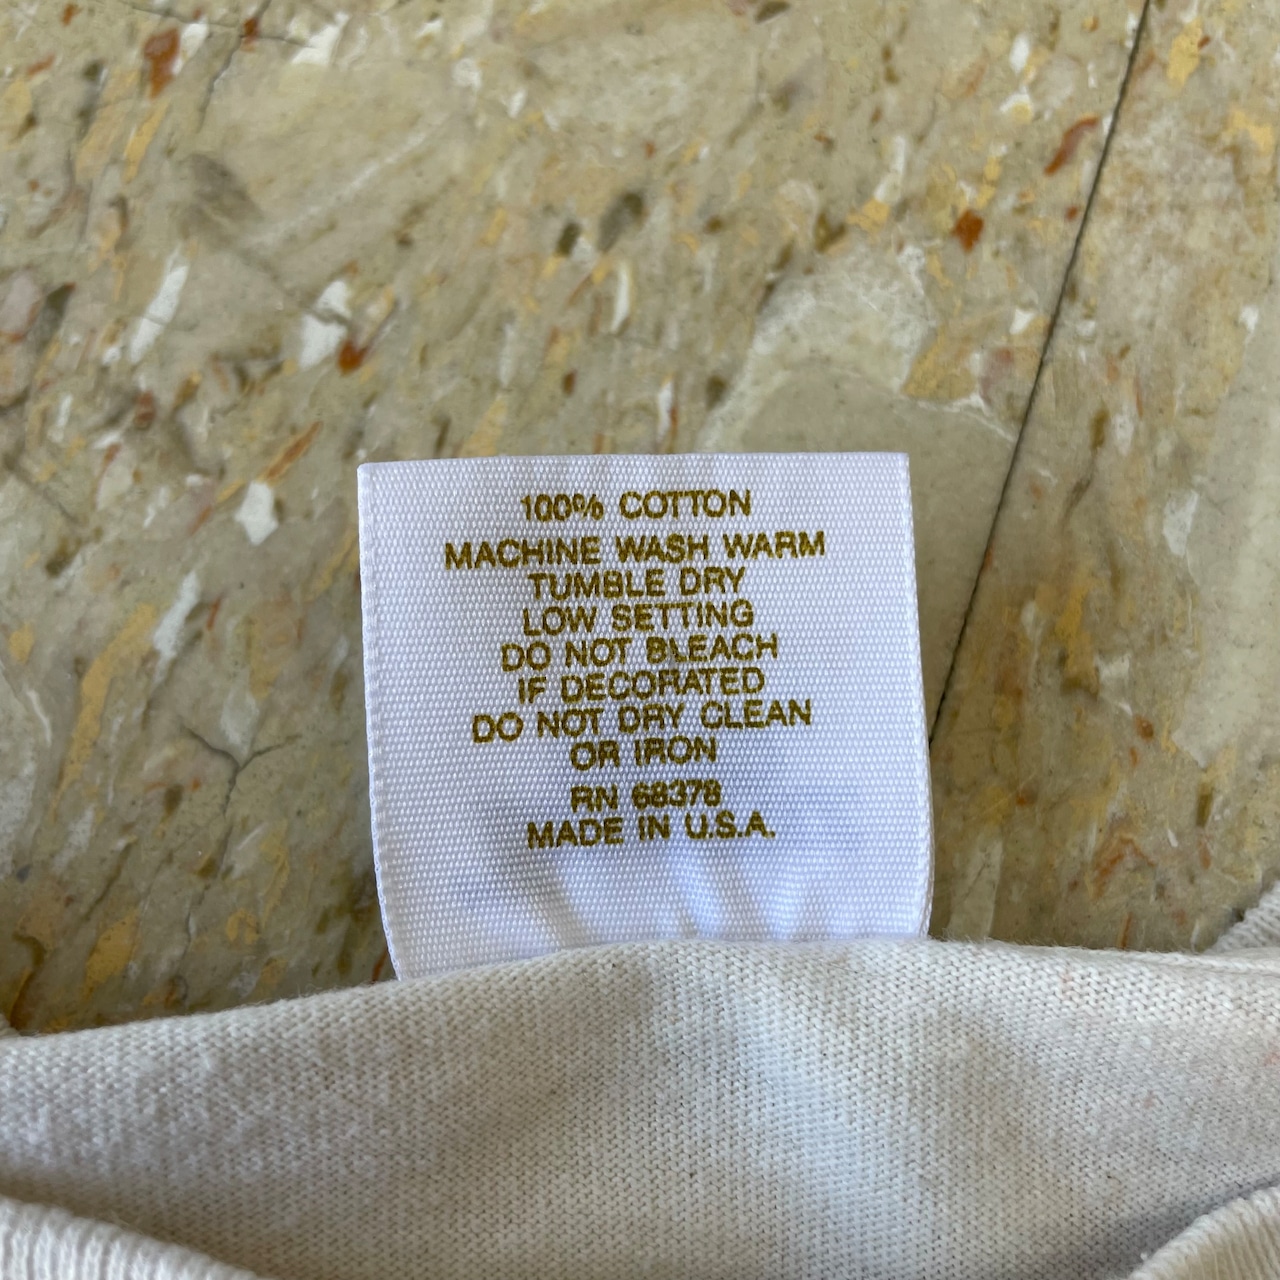 100% COTTON
MACHINE WASH WARM
TUMBLE DRY
LOW SETTING
DO NOT BLEACH
IF DECORATED
DO NOT DRY CLEAN
OR IRON
RN 68378
MADE IN U.S.A.